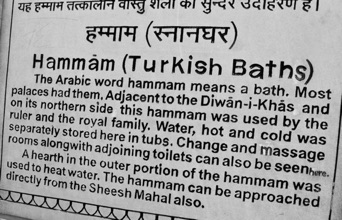 यह हम्माम तत्कालीन वास्तु शैली का सुन्दर उदाहरण है।
हम्माम (स्नानघर)
Hammām (Turkish Baths)
The Arabic word hammam means a bath. Most
palaces had them. Adjacent to the Diwān-i-Khās and
on its northern side this hammam was used by the
ruler and the royal family. Water, hot and cold was
separately stored here in tubs. Change and massage
rooms alongwith adjoining toilets can also be seen here.
A hearth in the outer portion of the hammam was
used to heat water. The hammam can be approached
directly from the Sheesh Mahal also.